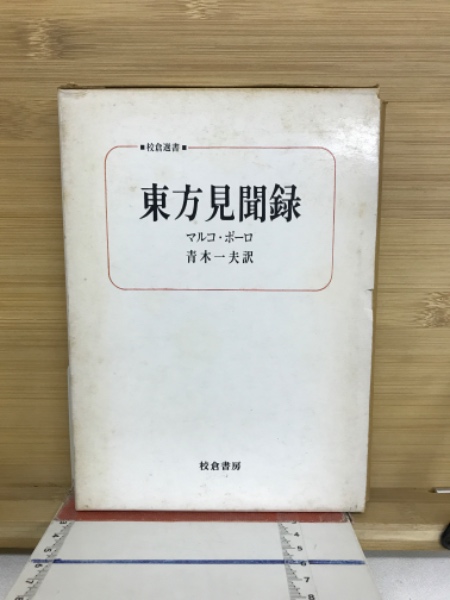 ■校倉選書■
東方見聞録
マルコ・ポーロ
青木一夫訳
校倉書房